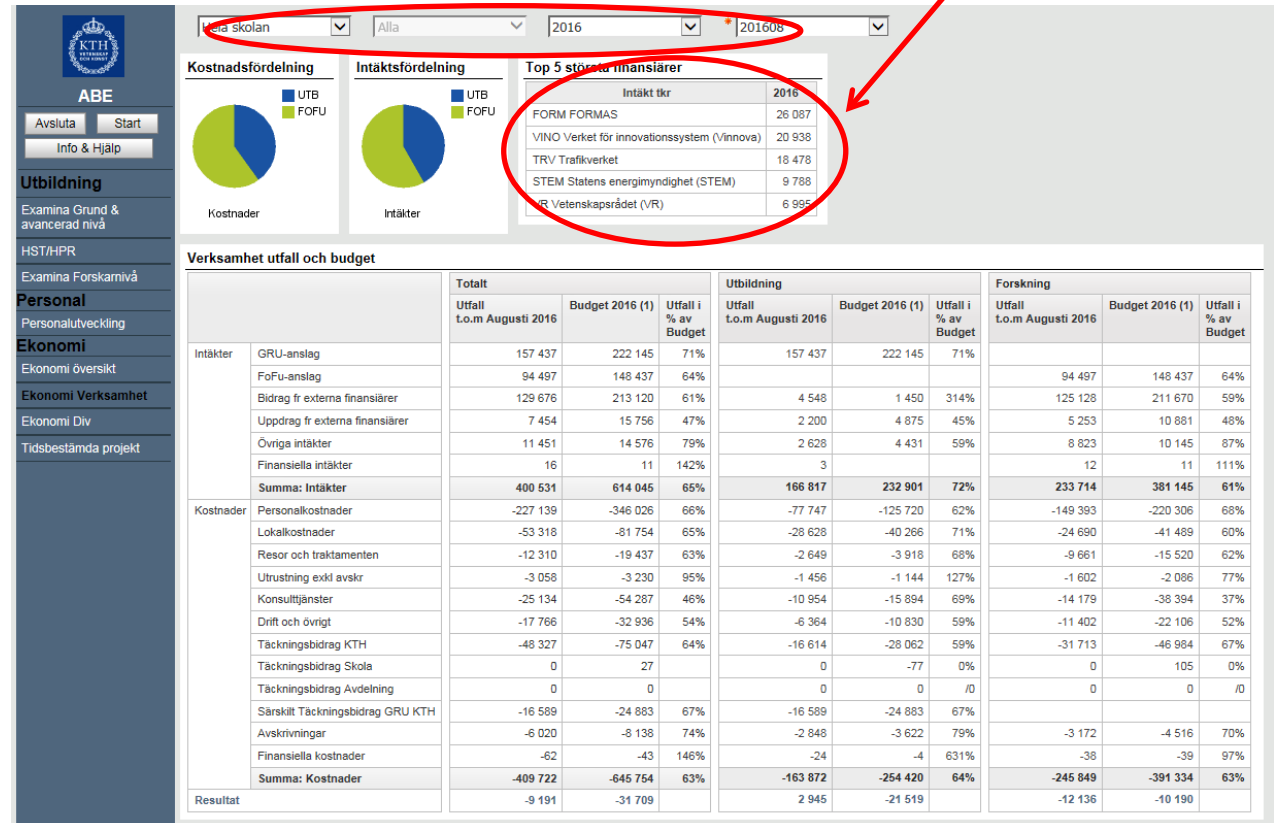 Hela skolan Alla 2016 * 201608
KTH
VETENSKAP
OCH KONST
ABE
Avsluta Start
Info & Hjälp
Utbildning
Examina Grund &
avancerad nivå
HST/HPR
Examina Forskarnivå
Personal
Personalutveckling
Ekonomi
Ekonomi översikt
Ekonomi Verksamhet
Ekonomi Div
Tidsbestämda projekt
Kostnadsfördelning
UTB
FOFU
Kostnader
Intäktsfördelning
UTB
FOFU
Intäkter
Top 5 största finansiärer
Intäkt tkr 2016
FORM FORMAS 26 087
VINO Verket för innovationssystem (Vinnova) 20 938
TRV Trafikverket 18 478
STEM Statens energimyndighet (STEM) 9 788
VR Vetenskapsrådet (VR) 6 995
Verksamhet utfall och budget
Totalt Utbildning Forskning
Utfall Budget 2016 (1) Utfall i Utfall Budget 2016 (1) Utfall i Utfall Budget 2016 (1) Utfall i
t.o.m Augusti 2016 % av t.o.m Augusti 2016 % av t.o.m Augusti 2016 % av
Budget Budget Budget
Intäkter GRU-anslag 157 437 222 145 71% 157 437 222 145 71%
FoFu-anslag 94 497 148 437 64% 94 497 148 437 64%
Bidrag fr externa finansiärer 129 676 213 120 61% 4 548 1 450 314% 125 128 211 670 59%
Uppdrag fr externa finansiärer 7 454 15 756 47% 2 200 4 875 45% 5 253 10 881 48%
Övriga intäkter 11 451 14 576 79% 2 628 4 431 59% 8 823 10 145 87%
Finansiella intäkter 16 11 142% 3 12 11 111%
Summa: Intäkter 400 531 614 045 65% 166 817 232 901 72% 233 714 381 145 61%
Kostnader Personalkostnader -227 139 -346 026 66% -77 747 -125 720 62% -149 393 -220 306 68%
Lokalkostnader -53 318 -81 754 65% -28 628 -40 266 71% -24 690 -41 489 60%
Resor och traktamenten -12 310 -19 437 63% -2 649 -3 918 68% -9 661 -15 520 62%
Utrustning exkl avskr -3 058 -3 230 95% -1 456 -1 144 127% -1 602 -2 086 77%
Konsulttjänster -25 134 -54 287 46% -10 954 -15 894 69% -14 179 -38 394 37%
Drift och övrigt -17 766 -32 936 54% -6 364 -10 830 59% -11 402 -22 106 52%
Täckningsbidrag KTH -48 327 -75 047 64% -16 614 -28 062 59% -31 713 -46 984 67%
Täckningsbidrag Skola 0 27 0 -77 0% 0 105 0%
Täckningsbidrag Avdelning 0 0 0 0 /0 0 0 /0
Särskilt Täckningsbidrag GRU KTH -16 589 -24 883 67% -16 589 -24 883 67%
Avskrivningar -6 020 -8 138 74% -2 848 -3 622 79% -3 172 -4 516 70%
Finansiella kostnader -62 -43 146% -24 -4 631% -38 -39 97%
Summa: Kostnader -409 722 -645 754 63% -163 872 -254 420 64% -245 849 -391 334 63%
Resultat -9 191 -31 709 2 945 -21 519 -12 136 -10 190